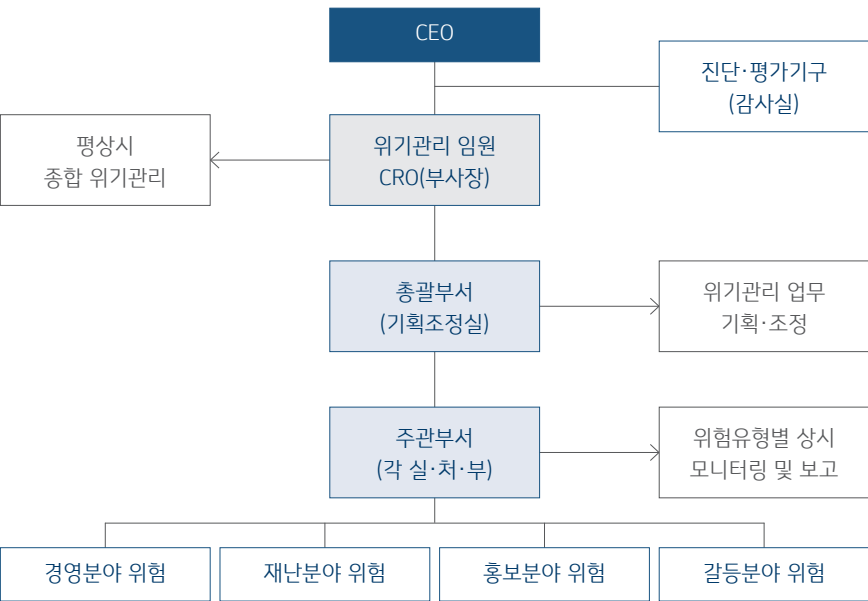 CEO
진단·평가기구
(감사실)
평상시
종합 위기관리
위기관리 임원
CRO(부사장)
총괄부서
(기획조정실)
위기관리 업무
기획·조정
주관부서
(각 실·처·부)
위험유형별 상시
모니터링 및 보고
경영분야 위험
재난분야 위험
홍보분야 위험
갈등분야 위험